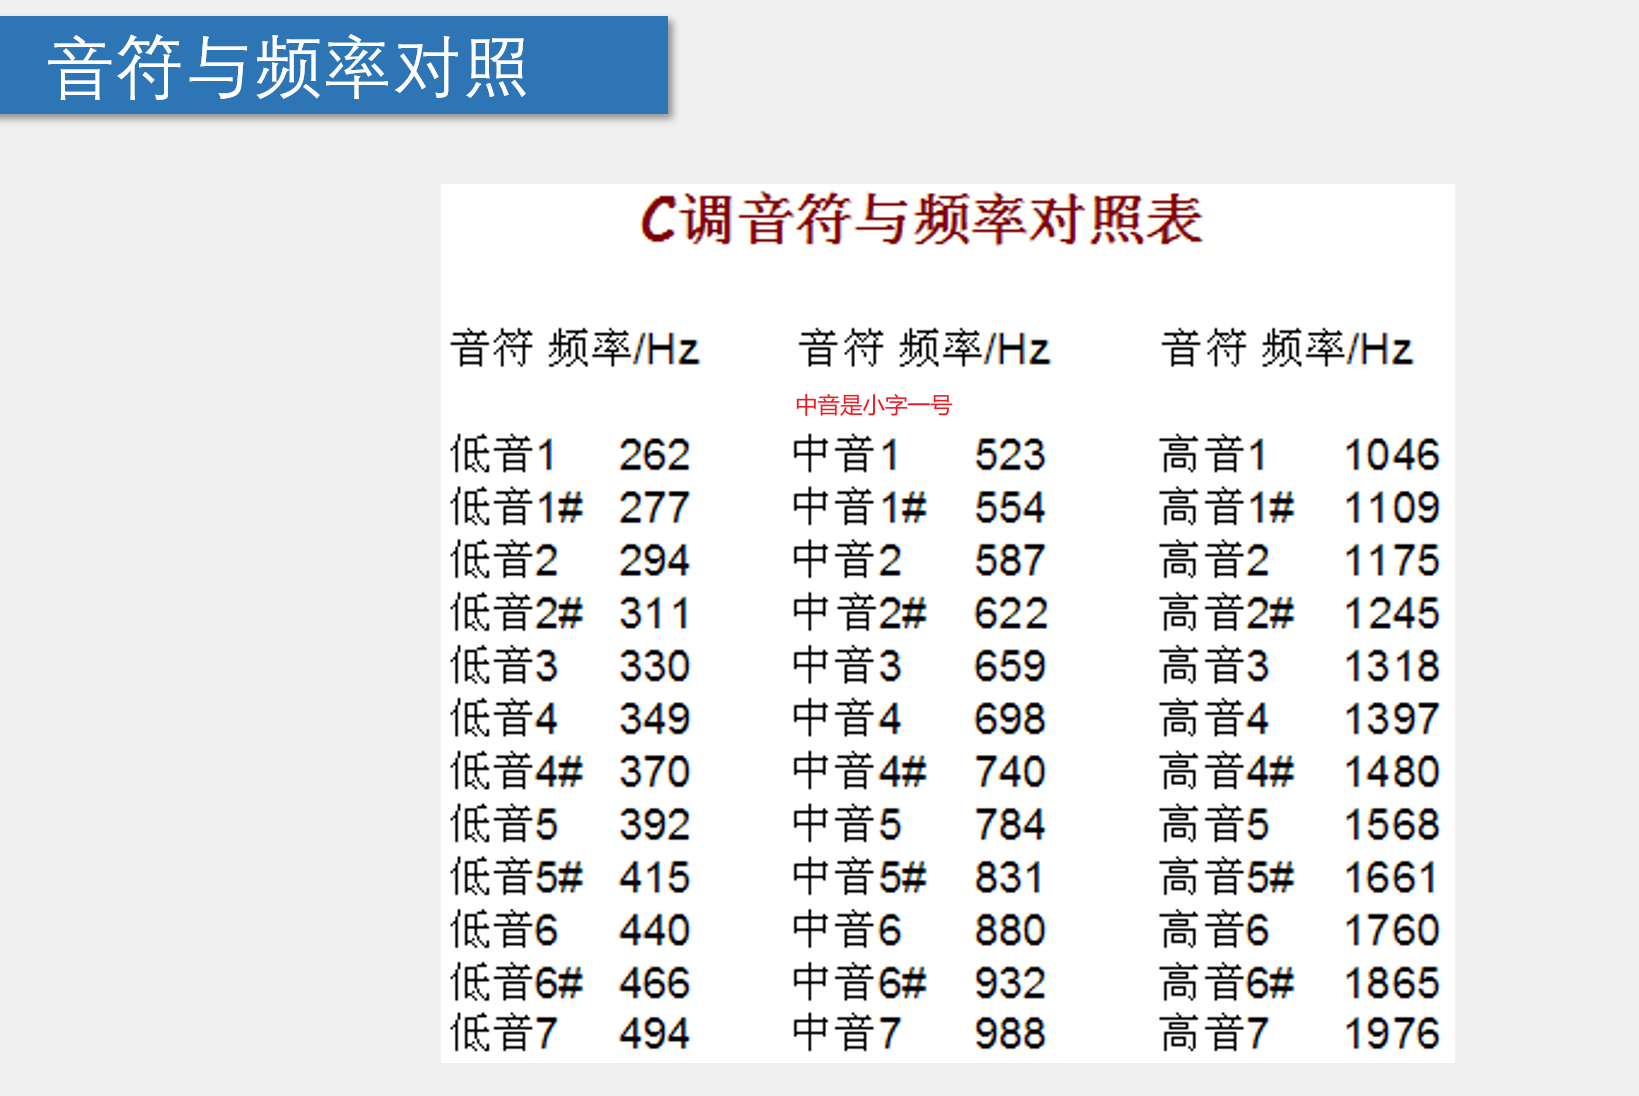 音符与频率对照
C调音符与频率对照表
音符 频率/Hz 音符 频率/Hz 音符 频率/Hz
中音是小字一号
低音1 262 中音1 523 高音1 1046
低音1# 277 中音1# 554 高音1# 1109
低音2 294 中音2 587 高音2 1175
低音2# 311 中音2# 622 高音2# 1245
低音3 330 中音3 659 高音3 1318
低音4 349 中音4 698 高音4 1397
低音4# 370 中音4# 740 高音4# 1480
低音5 392 中音5 784 高音5 1568
低音5# 415 中音5# 831 高音5# 1661
低音6 440 中音6 880 高音6 1760
低音6# 466 中音6# 932 高音6# 1865
低音7 494 中音7 988 高音7 1976